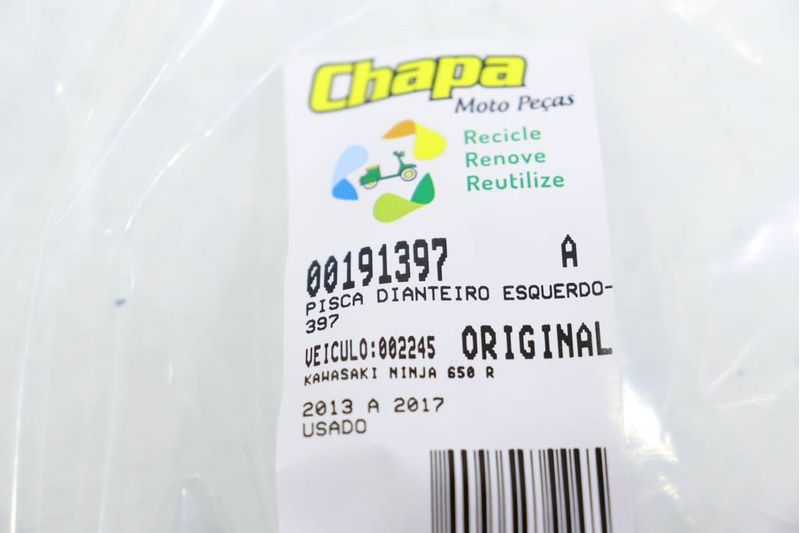 Chapa
Moto Peças
Recicle
Renove
Reutilize
00191397 A
PISCA DIANTEIRO ESQUERDO-
397
VEICULO:002245 ORIGINAL
KAWASAKI NINJA 650 R
2013 A 2017
USADO